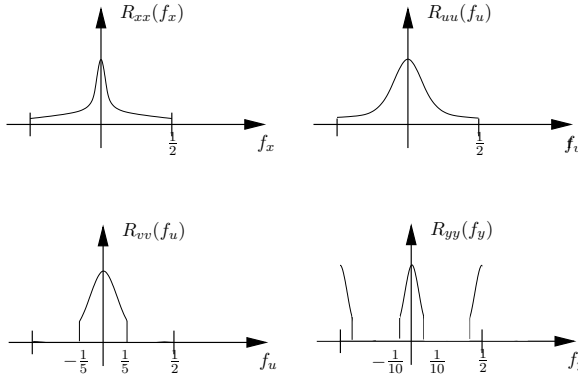 R_{xx}(f_x)
R_{uu}(f_u)
1/2
f_x
1/2
R_{vv}(f_u)
R_{yy}(f_y)
-1/5
1/5
1/2
f_u
-1/10
1/10
1/2